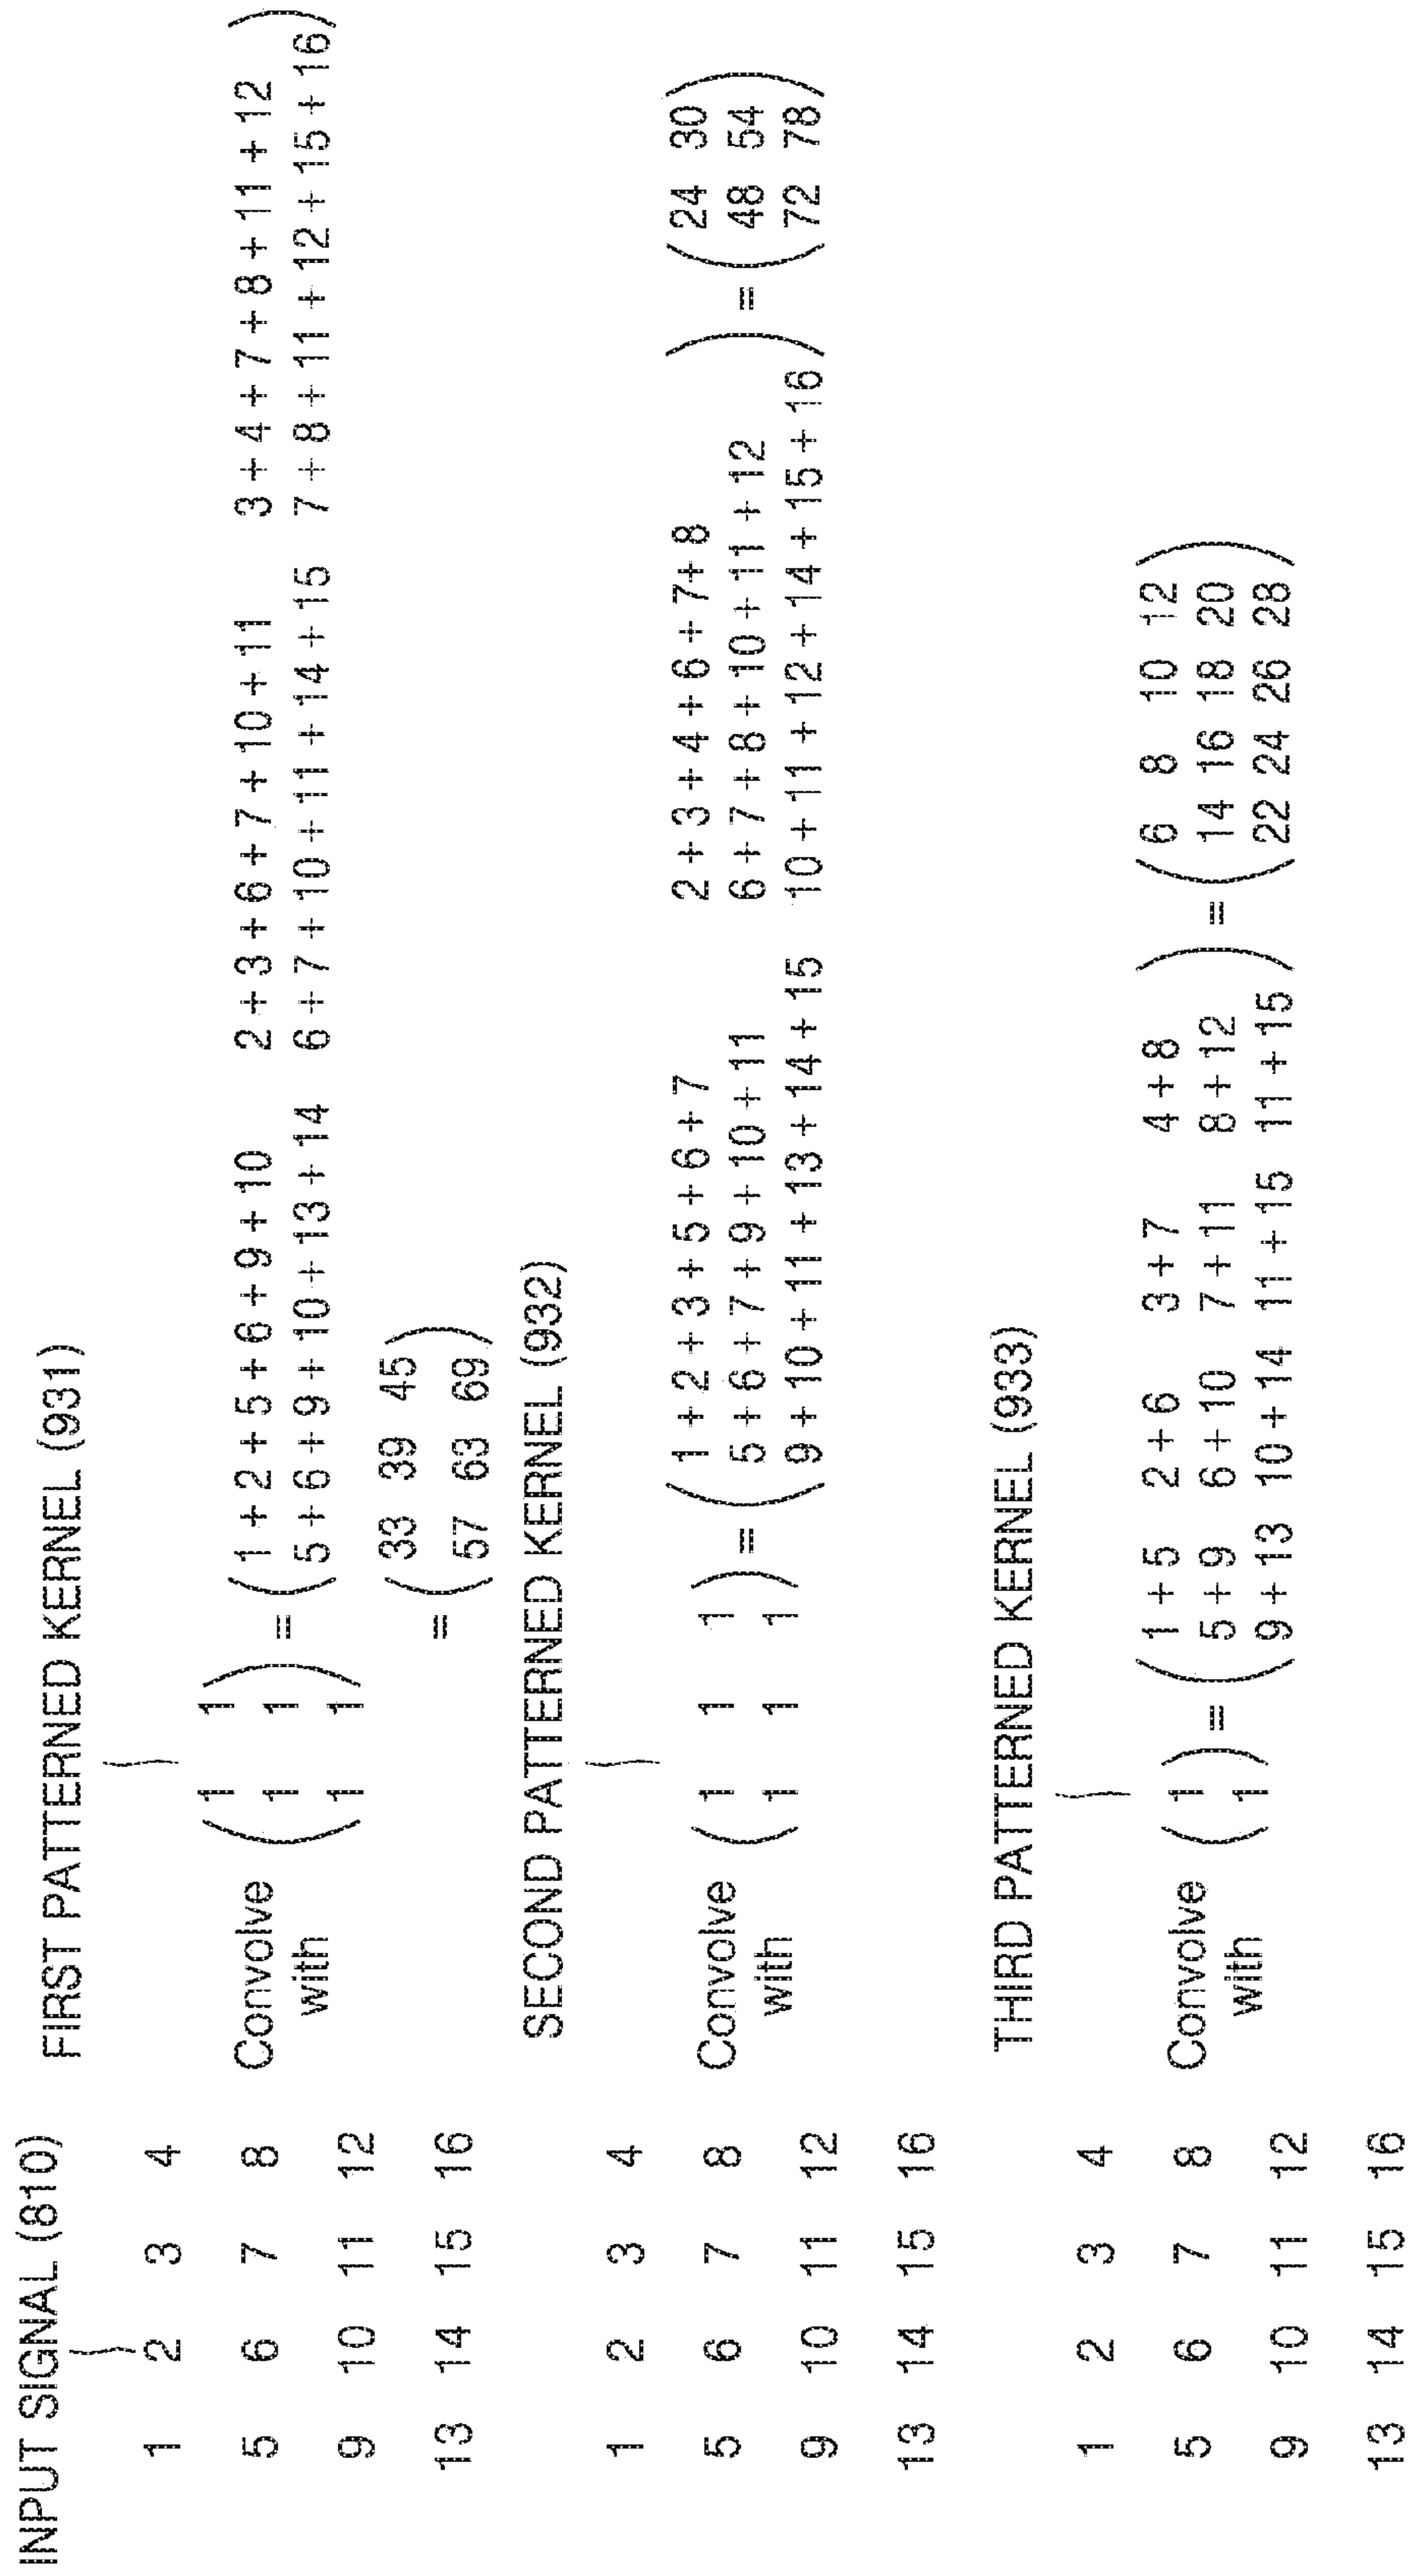 INPUT SIGNAL (810)
FIRST PATTERNED KERNEL (931)
1 2 3 4
5 6 7 8
9 10 11 12
13 14 15 16
Convolve
with
( 1 1
1 1
1 1 )
= ( 1 + 2 + 5 + 6 + 9 + 10 2 + 3 + 6 + 7 + 10 + 11 3 + 4 + 7 + 8 + 11 + 12
5 + 6 + 9 + 10 + 13 + 14 6 + 7 + 10 + 11 + 14 + 15 7 + 8 + 11 + 12 + 15 + 16 )
= ( 33 39 45
57 63 69 )
SECOND PATTERNED KERNEL (932)
1 2 3 4
5 6 7 8
9 10 11 12
13 14 15 16
Convolve
with
( 1 1 1
1 1 1 )
= ( 1 + 2 + 3 + 5 + 6 + 7 2 + 3 + 4 + 6 + 7 + 8
5 + 6 + 7 + 9 + 10 + 11 6 + 7 + 8 + 10 + 11 + 12
9 + 10 + 11 + 13 + 14 + 15 10 + 11 + 12 + 14 + 15 + 16 )
= ( 24 30
48 54
72 78 )
THIRD PATTERNED KERNEL (933)
1 2 3 4
5 6 7 8
9 10 11 12
13 14 15 16
Convolve
with
( 1
1 )
= ( 1 + 5 2 + 6 3 + 7 4 + 8
5 + 9 6 + 10 7 + 11 8 + 12
9 + 13 10 + 14 11 + 15 11 + 15 )
= ( 6 8 10 12
14 16 18 20
22 24 26 28 )